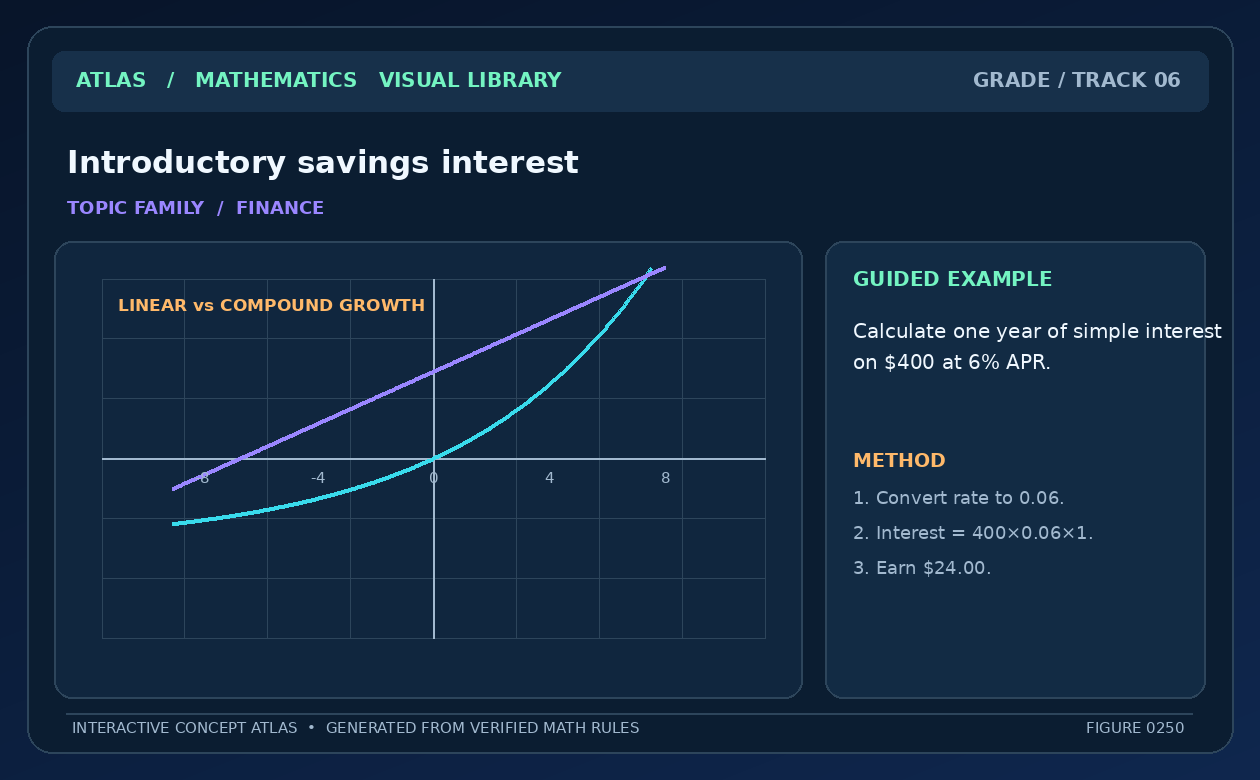 ATLAS / MATHEMATICS VISUAL LIBRARY
GRADE / TRACK 06
Introductory savings interest
TOPIC FAMILY / FINANCE
LINEAR vs COMPOUND GROWTH
-8 -4 0 4 8
GUIDED EXAMPLE
Calculate one year of simple interest
on $400 at 6% APR.
METHOD
1. Convert rate to 0.06.
2. Interest = 400×0.06×1.
3. Earn $24.00.
INTERACTIVE CONCEPT ATLAS • GENERATED FROM VERIFIED MATH RULES
FIGURE 0250